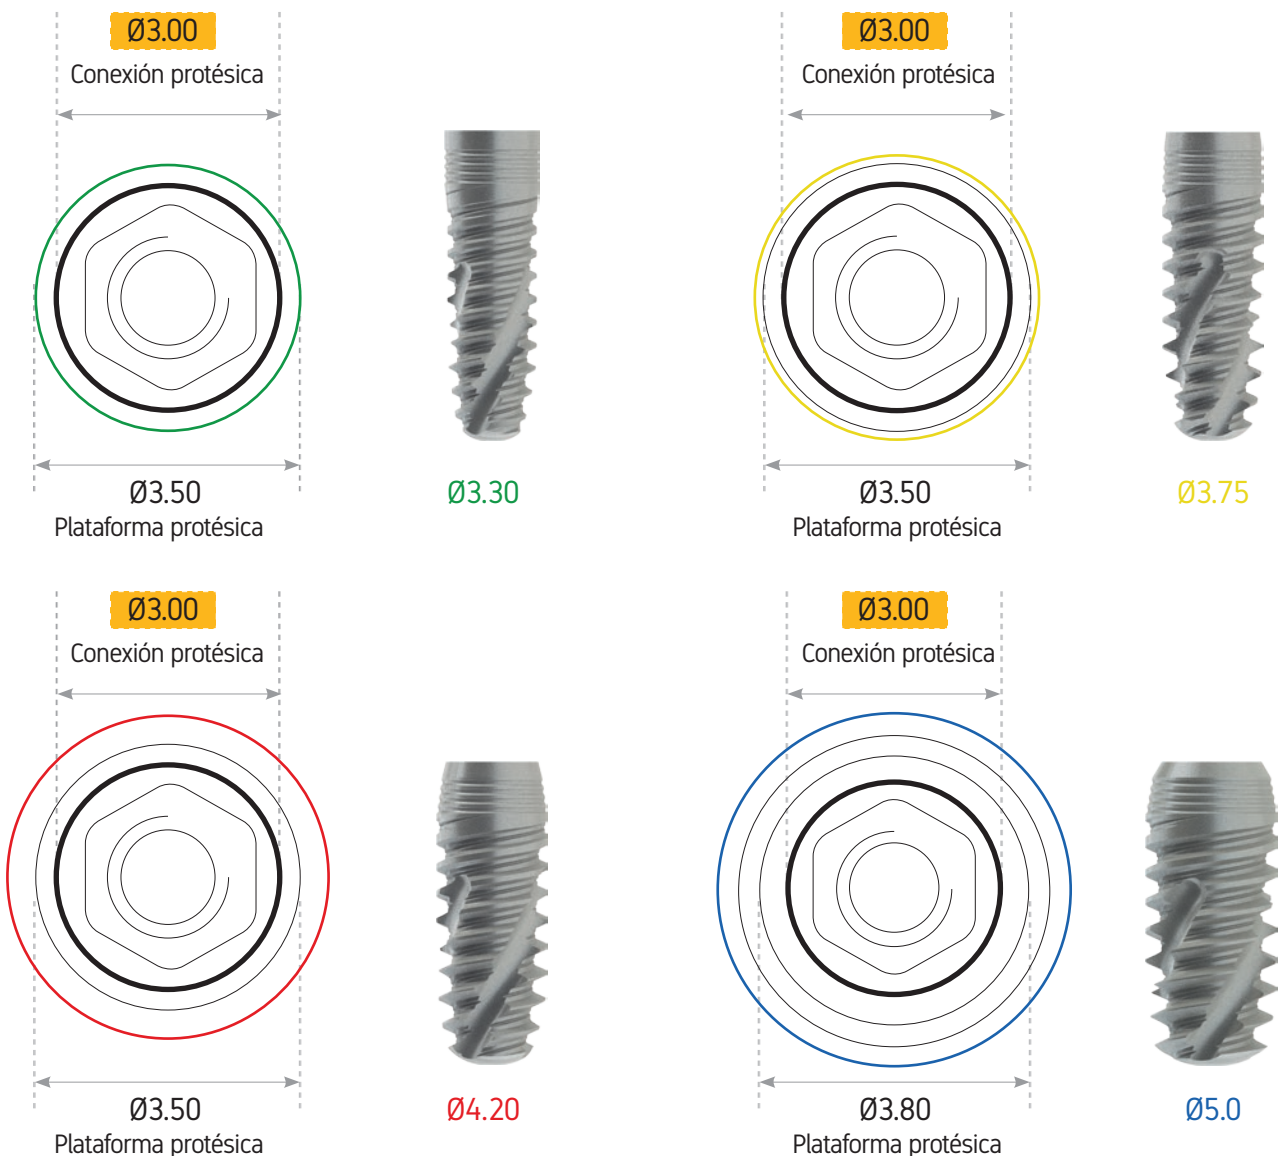 Ø3.00
Conexión protésica
Ø3.50
Plataforma protésica
Ø3.30
Ø3.00
Conexión protésica
Ø3.50
Plataforma protésica
Ø3.75
Ø3.00
Conexión protésica
Ø3.50
Plataforma protésica
Ø4.20
Ø3.00
Conexión protésica
Ø3.80
Plataforma protésica
Ø5.0